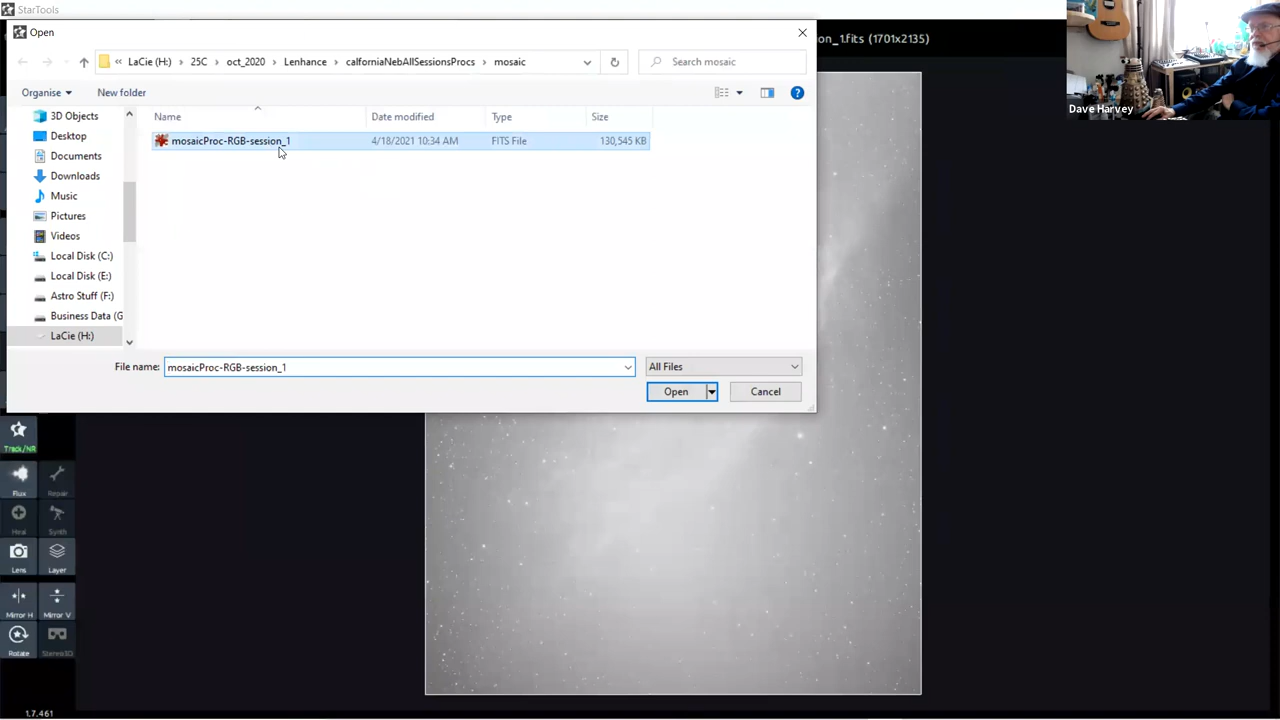 StarTools
Open
on_1.fits (1701x2135)
« LaCie (H:) > 25C > oct_2020 > Lenhance > calforniaNebAllSessionsProcs > mosaic
Search mosaic
Organise
New folder
Name
Date modified
Type
Size
mosaicProc-RGB-session_1
4/18/2021 10:34 AM
FITS File
130,545 KB
3D Objects
Desktop
Documents
Downloads
Music
Pictures
Videos
Local Disk (C:)
Local Disk (E:)
Astro Stuff (F:)
Business Data (G
LaCie (H:)
File name:
mosaicProc-RGB-session_1
All Files
Open
Cancel
Dave Harvey
Track/NR
Flux
Repair
Heal
Synth
Lens
Layer
Mirror H
Mirror V
Rotate
Stereo3D
1.7.461